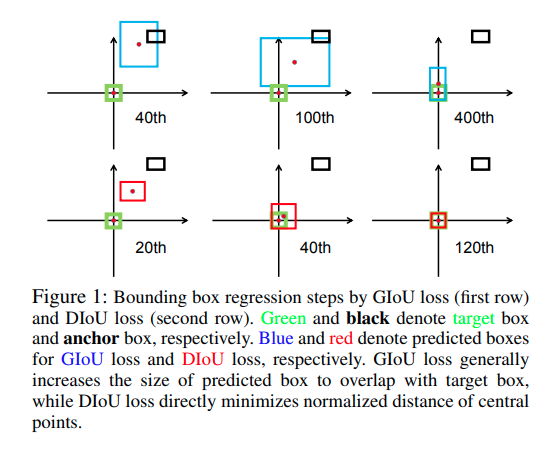 40th
100th
400th
20th
40th
120th
Figure 1: Bounding box regression steps by GIoU loss (first row)
and DIoU loss (second row). Green and black denote target box
and anchor box, respectively. Blue and red denote predicted boxes
for GIoU loss and DIoU loss, respectively. GIoU loss generally
increases the size of predicted box to overlap with target box,
while DIoU loss directly minimizes normalized distance of central
points.